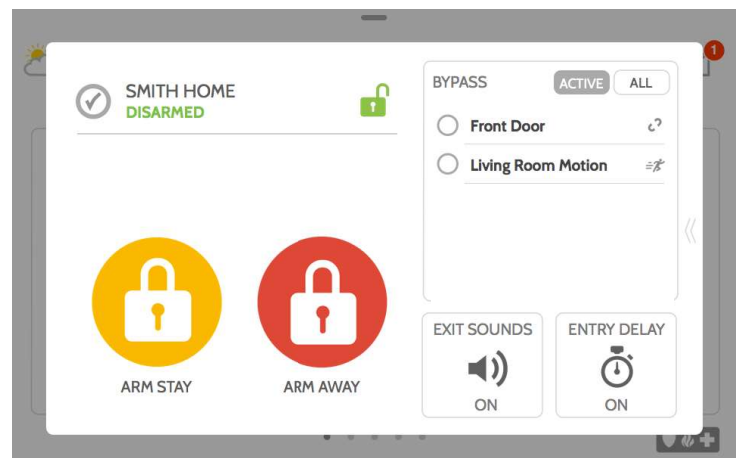 SMITH HOME
DISARMED
BYPASS
ACTIVE
ALL
Front Door
Living Room Motion
ARM STAY
ARM AWAY
EXIT SOUNDS
ON
ENTRY DELAY
ON
1